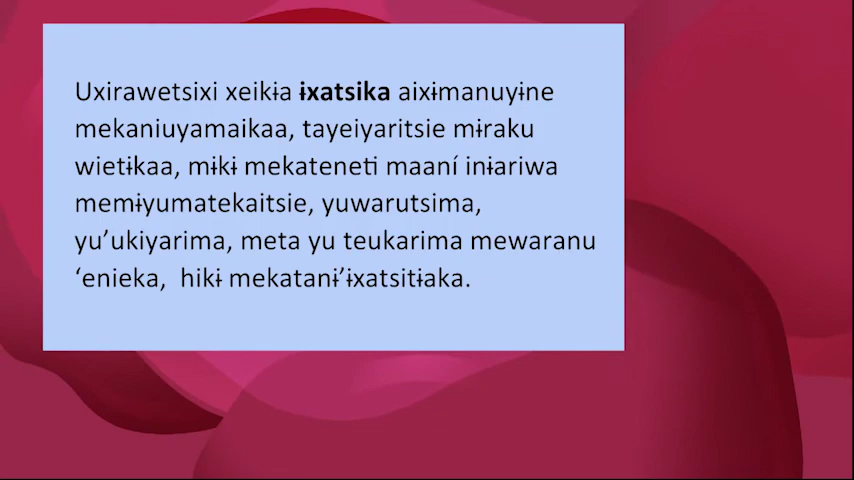 Uxirawetsixi xeikɨa ɨxatsika aixɨmanuyɨne
mekaniuyamaikaa, tayeiyaritsie mɨraku
wietɨkaa, mɨkɨ mekateneti maaní inɨariwa
memɨyumatekaitsie, yuwarutsima,
yu’ukiyarima, meta yu teukarima mewaranu
‘enieka, hikɨ mekatanɨ’ɨxatsitɨaka.